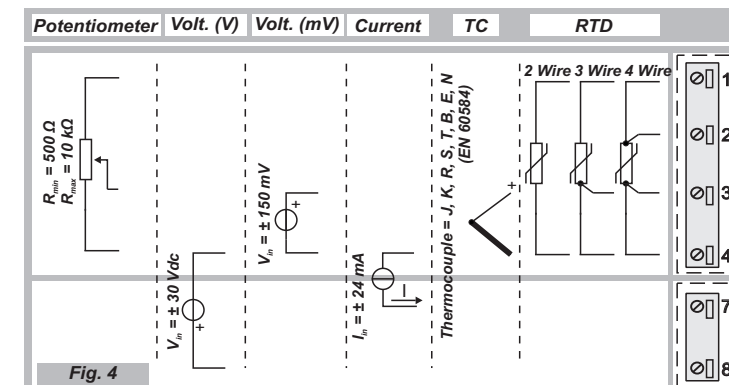 Potentiometer Volt. (V) Volt. (mV) Current TC RTD
2 Wire 3 Wire 4 Wire
Rmin = 500 Ω
Rmax = 10 kΩ
Vin = ± 30 Vdc
+
Vin = ± 150 mV
+
Iin = ± 24 mA
I
Thermocouple = J, K, R, S, T, B, E, N
(EN 60584)
+
1
2
3
4
7
8
Fig. 4